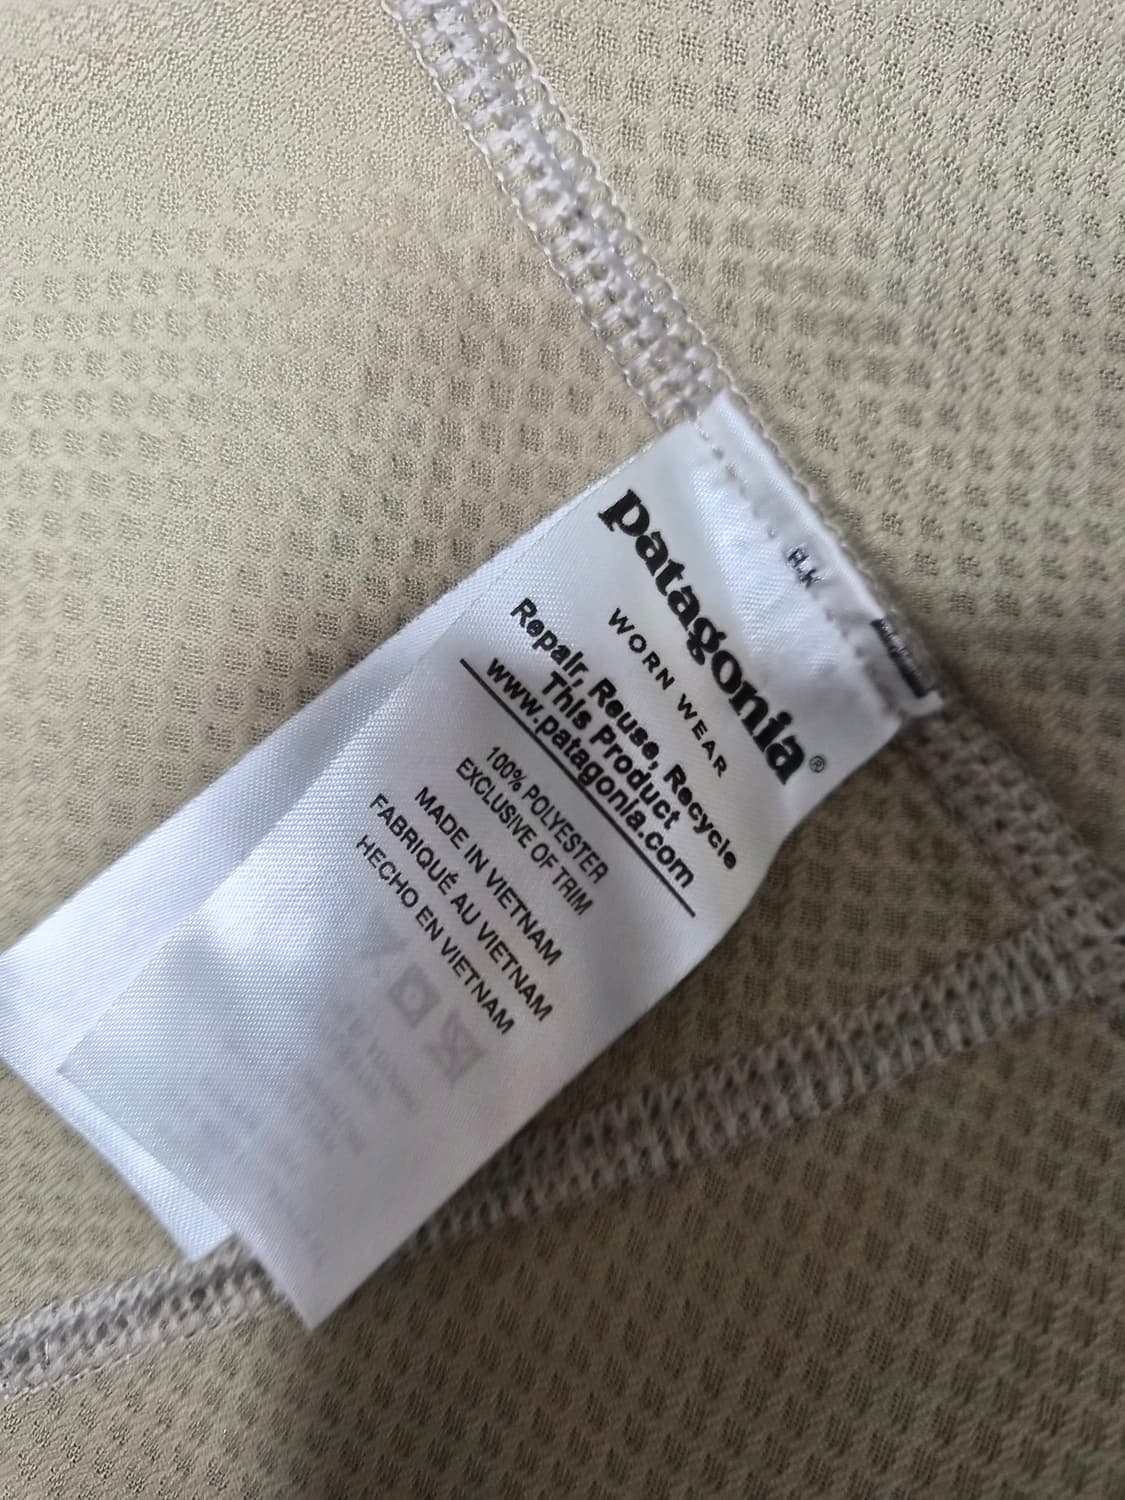 R.K
patagonia®
WORN WEAR
Repair, Reuse, Recycle
This Product
www.patagonia.com
100% POLYESTER
EXCLUSIVE OF TRIM
MADE IN VIETNAM
FABRIQUÉ AU VIETNAM
HECHO EN VIETNAM